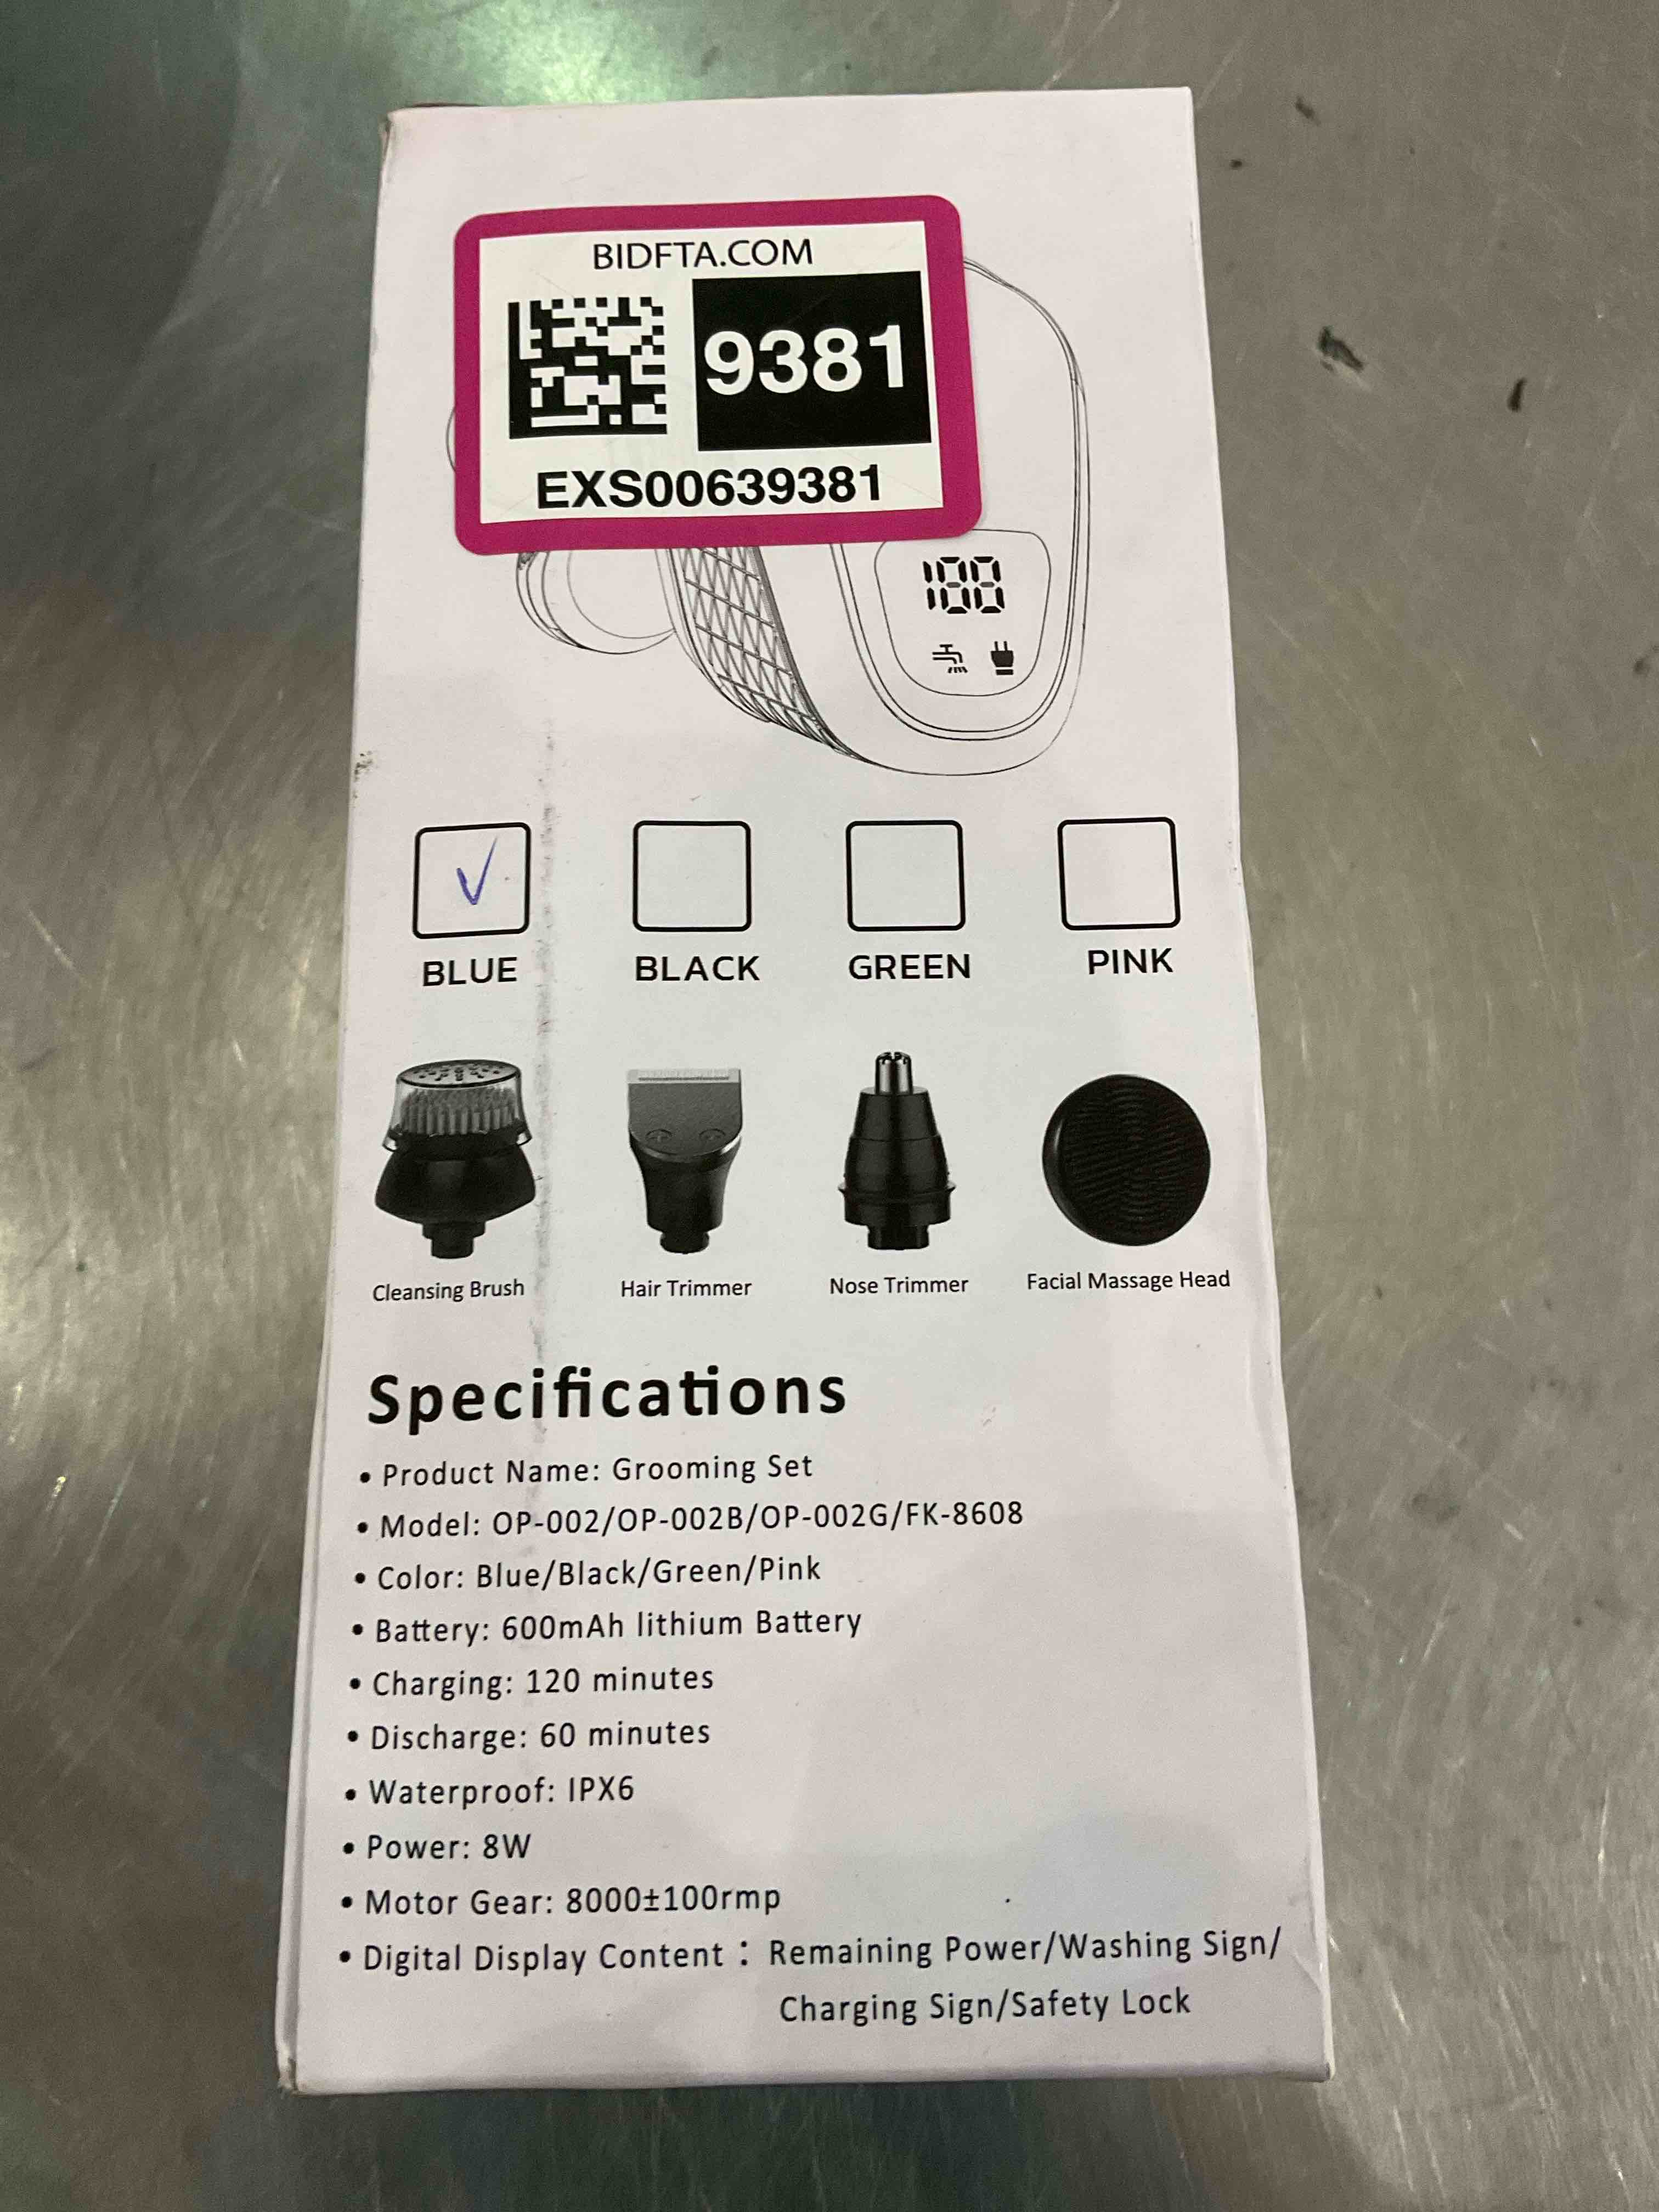 BIDFTA.COM
9381
EXS00639381
188
BLUE
BLACK
GREEN
PINK
Cleansing Brush
Hair Trimmer
Nose Trimmer
Facial Massage Head
Specifications
• Product Name: Grooming Set
• Model: OP-002/OP-002B/OP-002G/FK-8608
• Color: Blue/Black/Green/Pink
• Battery: 600mAh lithium Battery
• Charging: 120 minutes
• Discharge: 60 minutes
• Waterproof: IPX6
• Power: 8W
• Motor Gear: 8000±100rmp
• Digital Display Content： Remaining Power/Washing Sign/
Charging Sign/Safety Lock